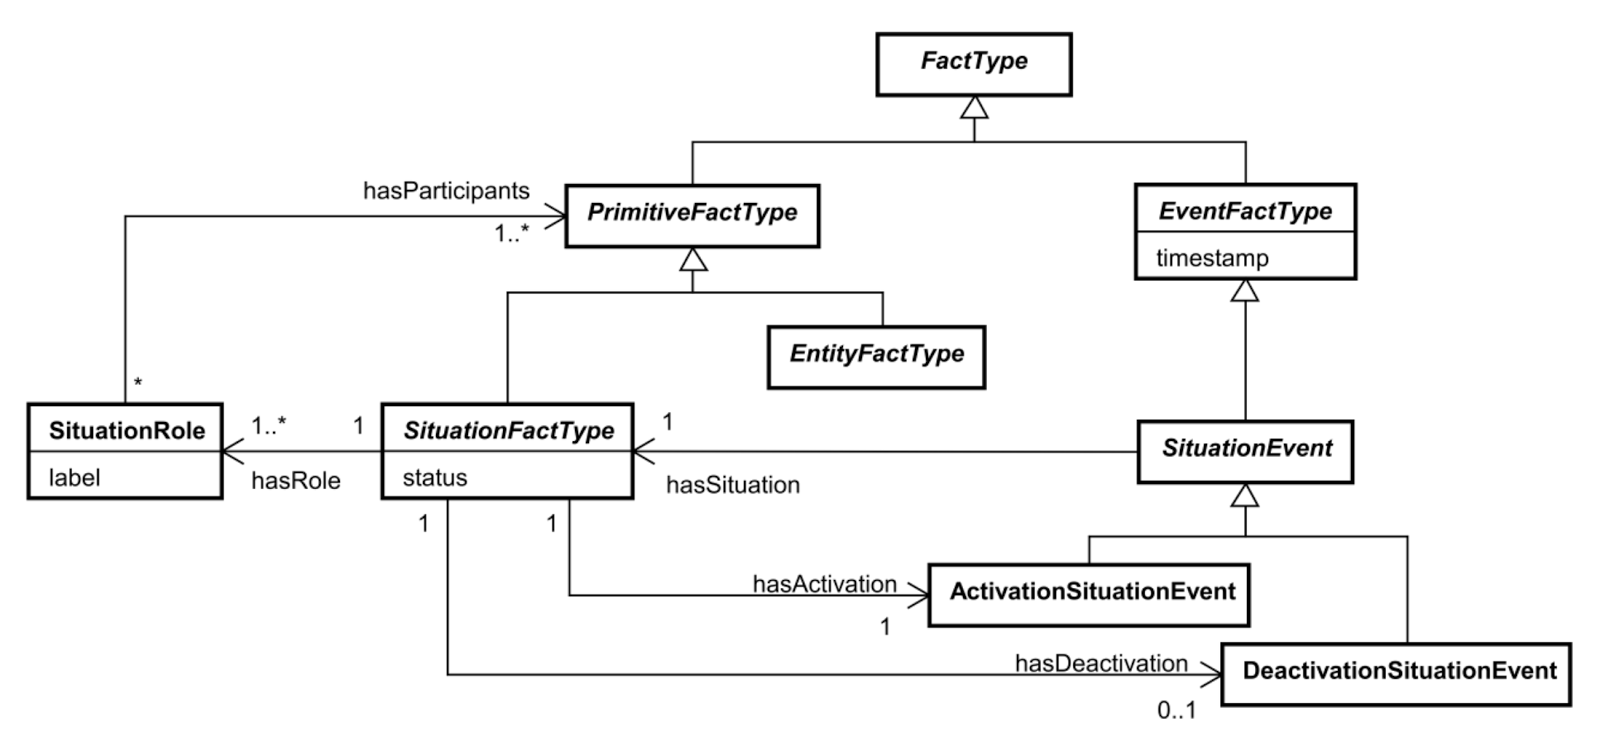 FactType
hasParticipants
1..*
PrimitiveFactType
EventFactType
timestamp
EntityFactType
*
SituationRole
label
1..*
1
hasRole
SituationFactType
status
1
hasSituation
SituationEvent
1
1
hasActivation
1
ActivationSituationEvent
hasDeactivation
0..1
DeactivationSituationEvent